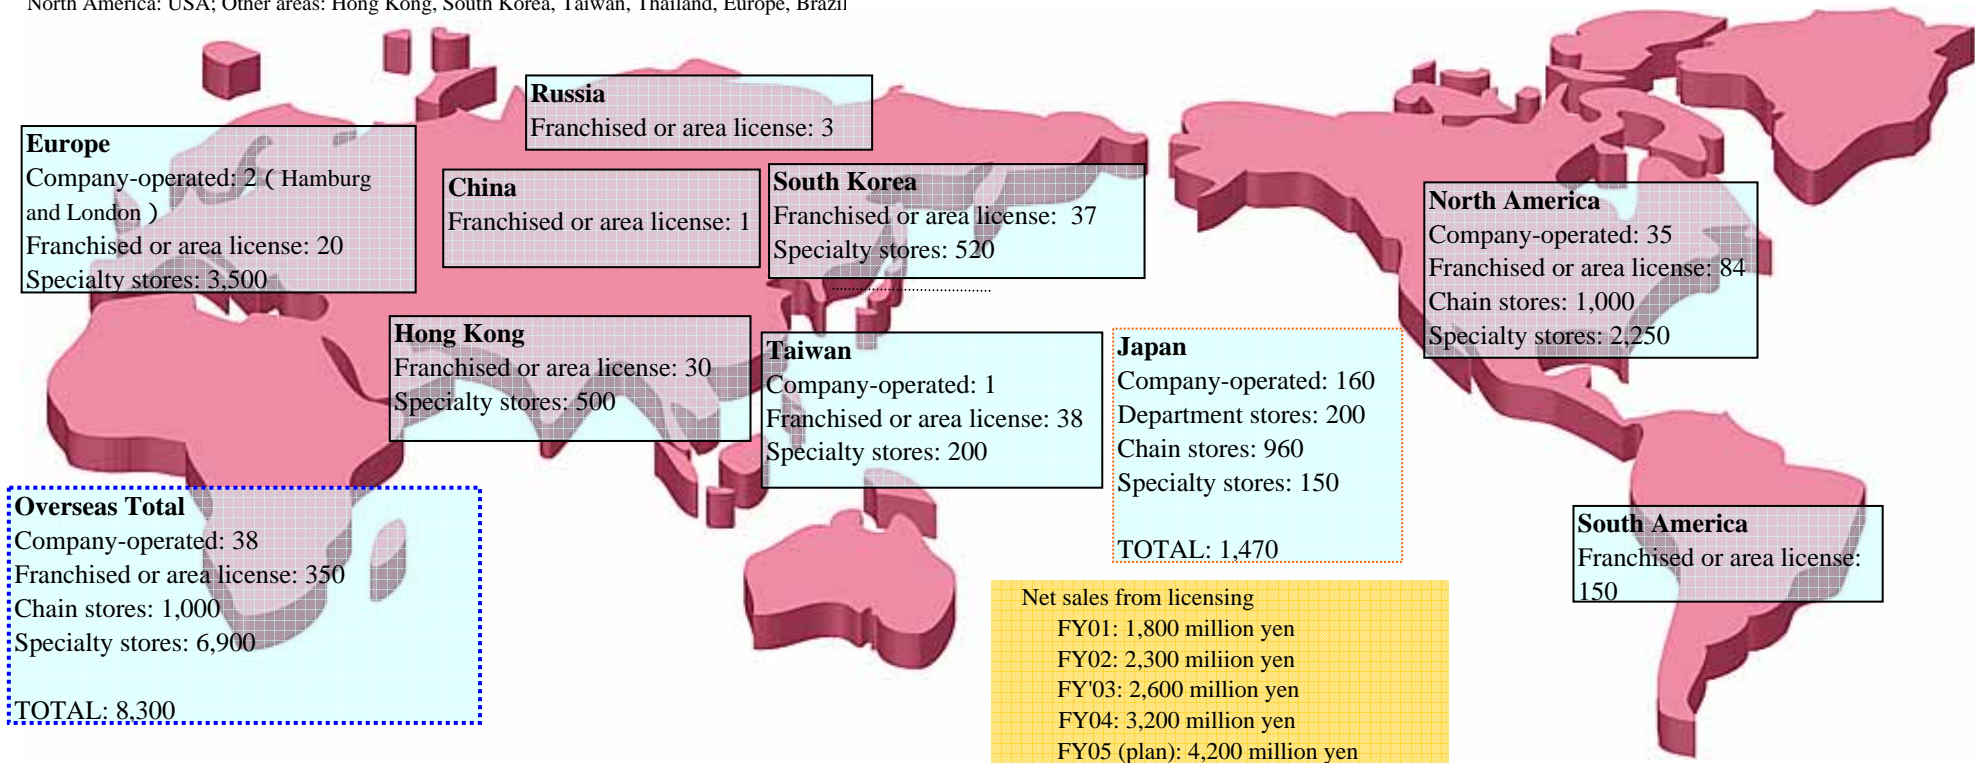 North America: USA; Other areas: Hong Kong, South Korea, Taiwan, Thailand, Europe, Brazil
Russia
Franchised or area license: 3
Europe
Company-operated: 2 ( Hamburg
and London )
Franchised or area license: 20
Specialty stores: 3,500
China
Franchised or area license: 1
South Korea
Franchised or area license: 37
Specialty stores: 520
North America
Company-operated: 35
Franchised or area license: 84
Chain stores: 1,000
Specialty stores: 2,250
Hong Kong
Franchised or area license: 30
Specialty stores: 500
Taiwan
Company-operated: 1
Franchised or area license: 38
Specialty stores: 200
Japan
Company-operated: 160
Department stores: 200
Chain stores: 960
Specialty stores: 150
TOTAL: 1,470
Overseas Total
Company-operated: 38
Franchised or area license: 350
Chain stores: 1,000
Specialty stores: 6,900
TOTAL: 8,300
South America
Franchised or area license:
150
Net sales from licensing
FY01: 1,800 million yen
FY02: 2,300 miliion yen
FY'03: 2,600 million yen
FY04: 3,200 million yen
FY05 (plan): 4,200 million yen